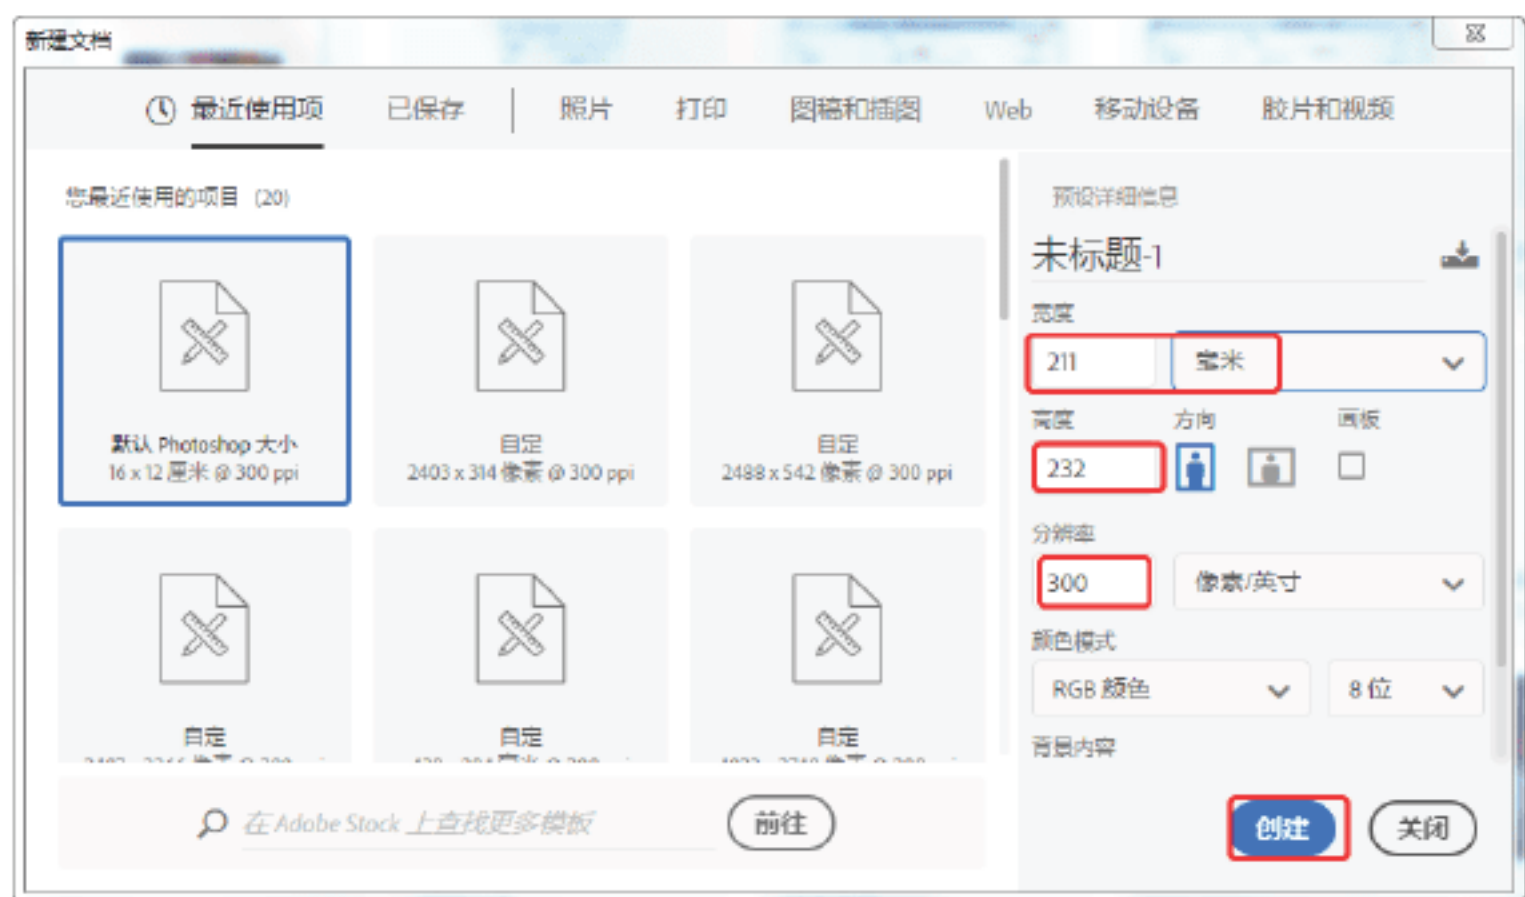 新建文档
最近使用项 已保存 照片 打印 图稿和插图 Web 移动设备 胶片和视频
您最近使用的项目 (20)
默认 Photoshop 大小
16 x 12 厘米 @ 300 ppi
自定
2403 x 314 像素 @ 300 ppi
自定
2488 x 542 像素 @ 300 ppi
自定
自定
自定
在 Adobe Stock 上查找更多模板
前往
预设详细信息
未标题-1
宽度
211 毫米
高度 方向 画板
232
分辨率
300 像素/英寸
颜色模式
RGB 颜色 8 位
背景内容
创建 关闭